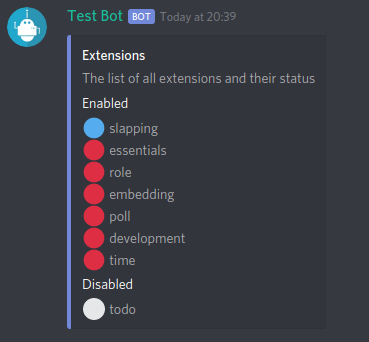 Test Bot BOT Today at 20:39
Extensions
The list of all extensions and their status
Enabled
slapping
essentials
role
embedding
poll
development
time
Disabled
todo